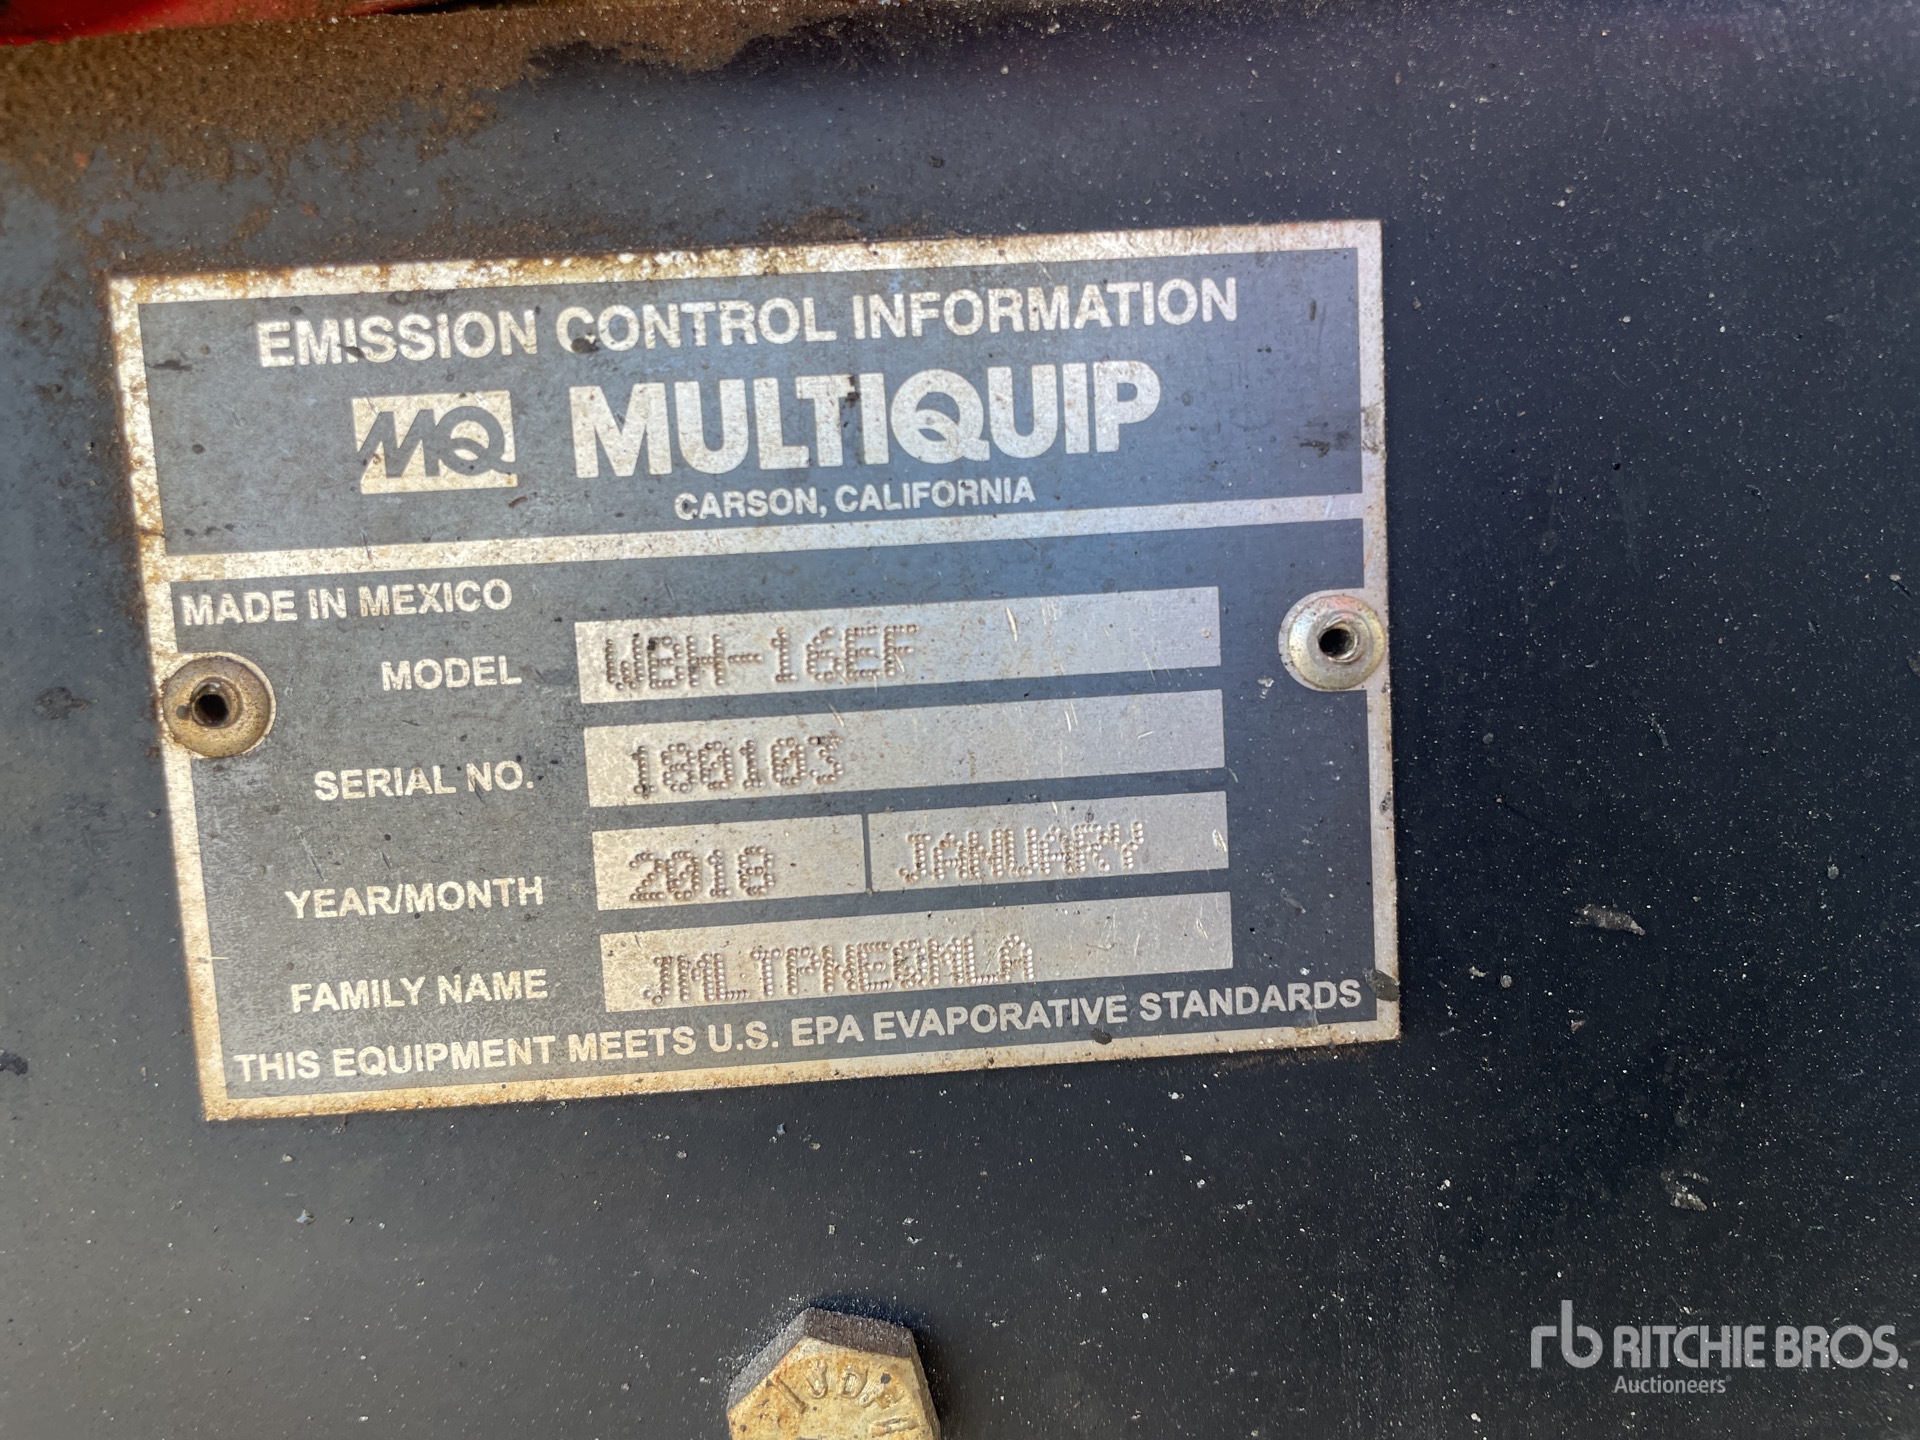 EMISSION CONTROL INFORMATION
MQ MULTIQUIP
CARSON, CALIFORNIA
MADE IN MEXICO
MODEL WBH-16EF
SERIAL NO. 180103
YEAR/MONTH 2018 JANUARY
FAMILY NAME JMLTPNE0MLA
THIS EQUIPMENT MEETS U.S. EPA EVAPORATIVE STANDARDS
rb RITCHIE BROS.
Auctioneers